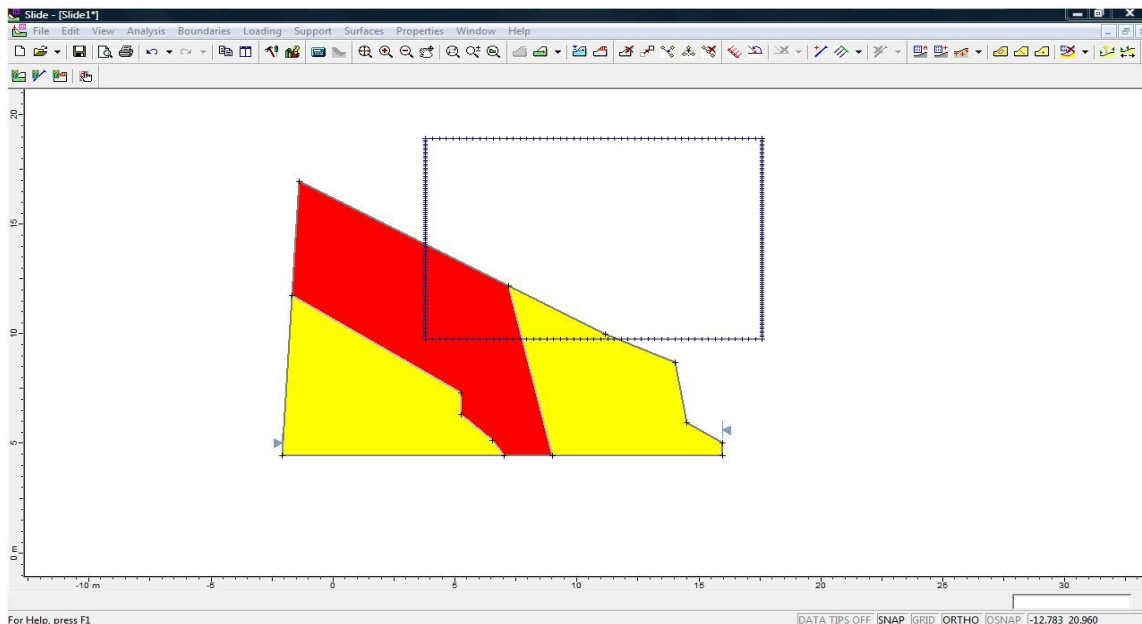 Slide - [Slide1*]
File Edit View Analysis Boundaries Loading Support Surfaces Properties Window Help
20
15
10
5
0 m
-10 m -5 0 5 10 15 20 25 30
For Help, press F1 DATA TIPS OFF SNAP GRID ORTHO OSNAP -12.783 20.960